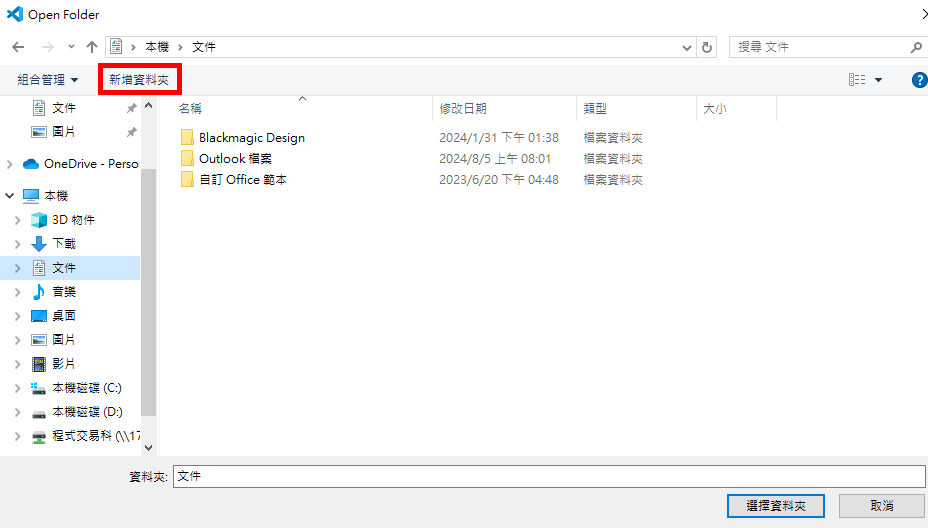 Open Folder
本機 文件
搜尋 文件
組合管理 新增資料夾
文件
圖片
OneDrive - Perso
本機
3D 物件
下載
文件
音樂
桌面
圖片
影片
本機磁碟 (C:)
本機磁碟 (D:)
程式交易科 (\\17
名稱 修改日期 類型 大小
Blackmagic Design 2024/1/31 下午 01:38 檔案資料夾
Outlook 檔案 2024/8/5 上午 08:01 檔案資料夾
自訂 Office 範本 2023/6/20 下午 04:48 檔案資料夾
資料夾: 文件
選擇資料夾 取消